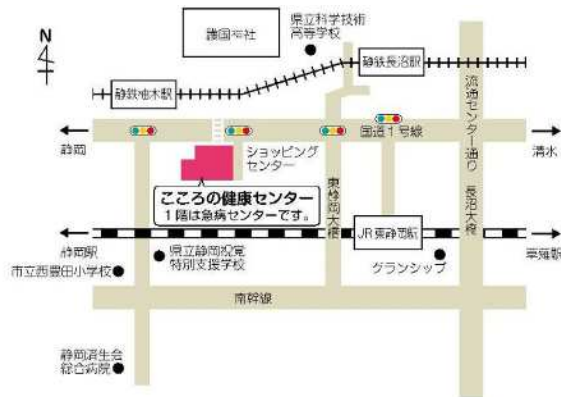 N
護国神社
県立科学技術
高等学校
静鉄柚木駅
静鉄長沼駅
流通センター通り
静岡
国道1号線
清水
ショッピング
センター
こころの健康センター
1階は急病センターです。
東静岡大橋
長沼大橋
静岡駅
JR東静岡駅
草薙駅
県立静岡視覚
特別支援学校
グランシップ
市立西豊田小学校
南幹線
静岡済生会
総合病院